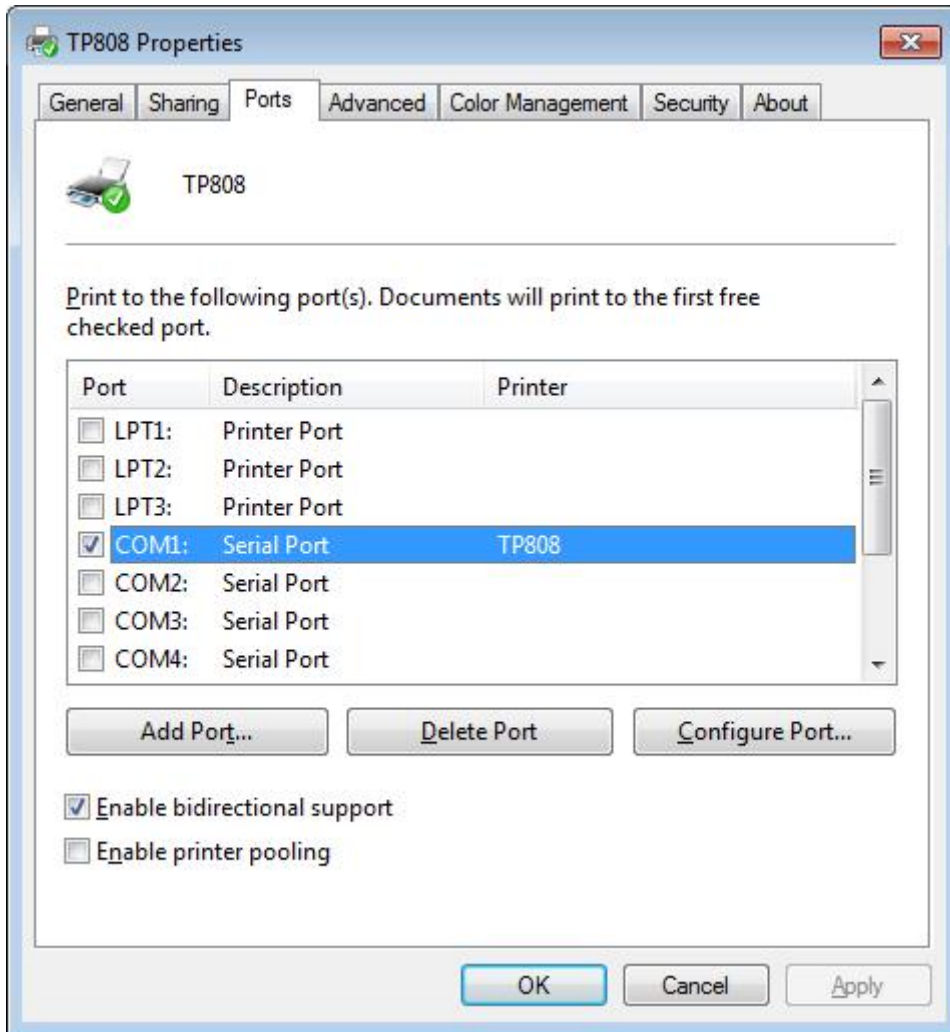 TP808 Properties
General Sharing Ports Advanced Color Management Security About
TP808
Print to the following port(s). Documents will print to the first free
checked port.
Port Description Printer
LPT1: Printer Port
LPT2: Printer Port
LPT3: Printer Port
COM1: Serial Port TP808
COM2: Serial Port
COM3: Serial Port
COM4: Serial Port
Add Port... Delete Port Configure Port...
Enable bidirectional support
Enable printer pooling
OK Cancel Apply